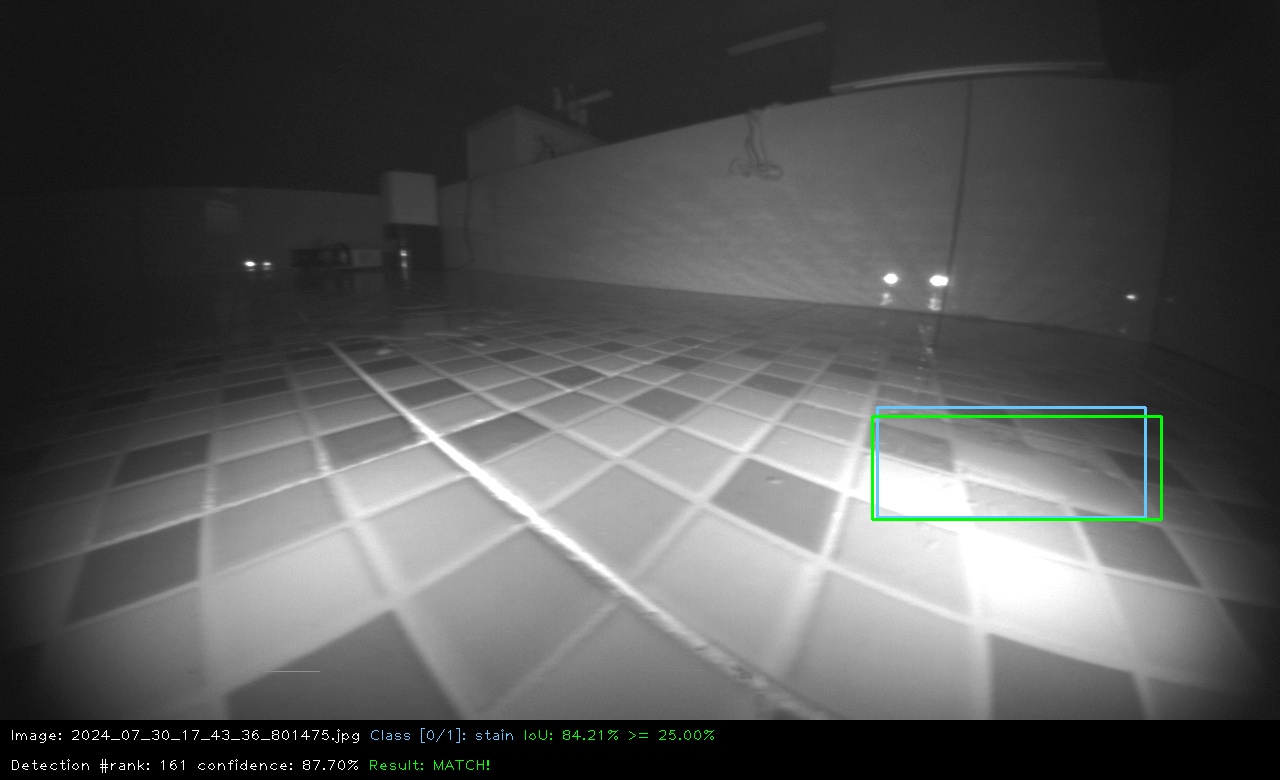 Image: 2024_07_30_17_43_36_801475.jpg Class [0/1]: stain IoU: 84.21% >= 25.00%
Detection #rank: 161 confidence: 87.70% Result: MATCH!